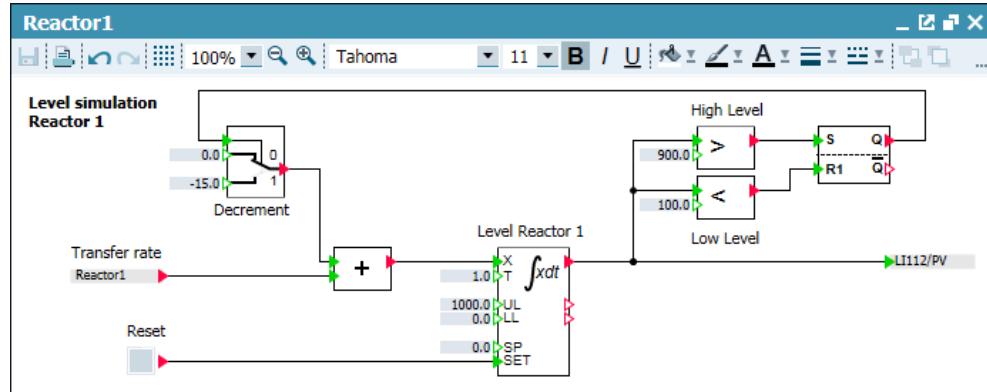 Reactor1
100% Tahoma 11 B I U A ...
Level simulation
Reactor 1
High Level
0.0 0
-15.0 1
Decrement
900.0 >
100.0 <
Low Level
S Q
R1 Q
Transfer rate
Reactor1
+
Level Reactor 1
X ∫xdt
1.0 T
1000.0 UL
0.0 LL
0.0 SP
SET
LI112/PV
Reset